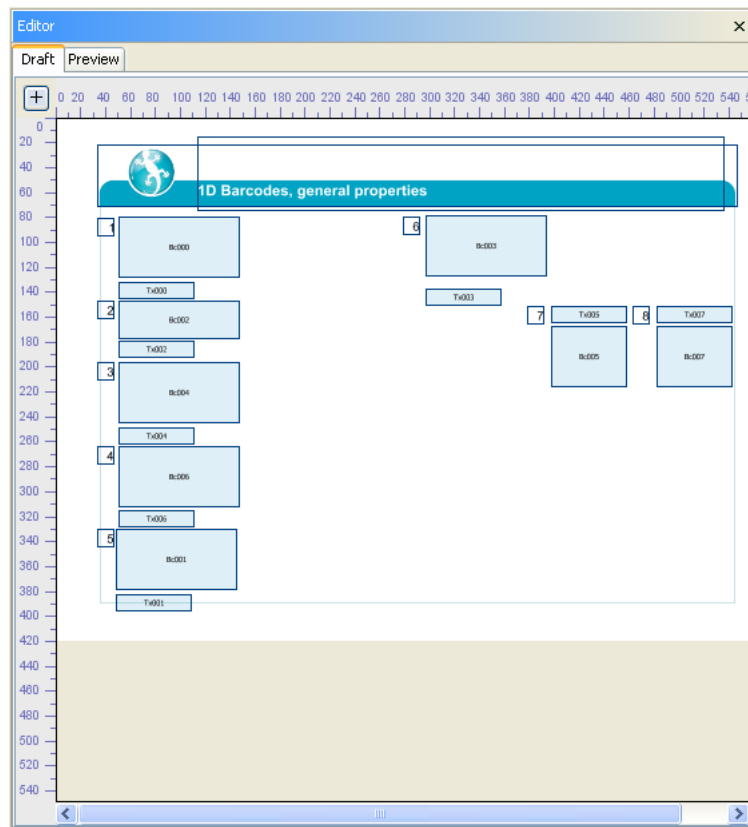 Editor
Draft Preview
0 20 40 60 80 100 120 140 160 180 200 220 240 260 280 300 320 340 360 380 400 420 440 460 480 500 520 540
0
20
40
60
1D Barcodes, general properties
80
1 Bc000 6 Bc003
100
120
140
Tx000 Tx003
160
2 Bc002 7 Tx005 8 Tx007
180
Tx002
200
Bc005 Bc007
3 Bc004
220
240
260
Tx004
280
4 Bc006
300
320
Tx006
340
5 Bc001
360
380
400
Tx001
420
440
460
480
500
520
540